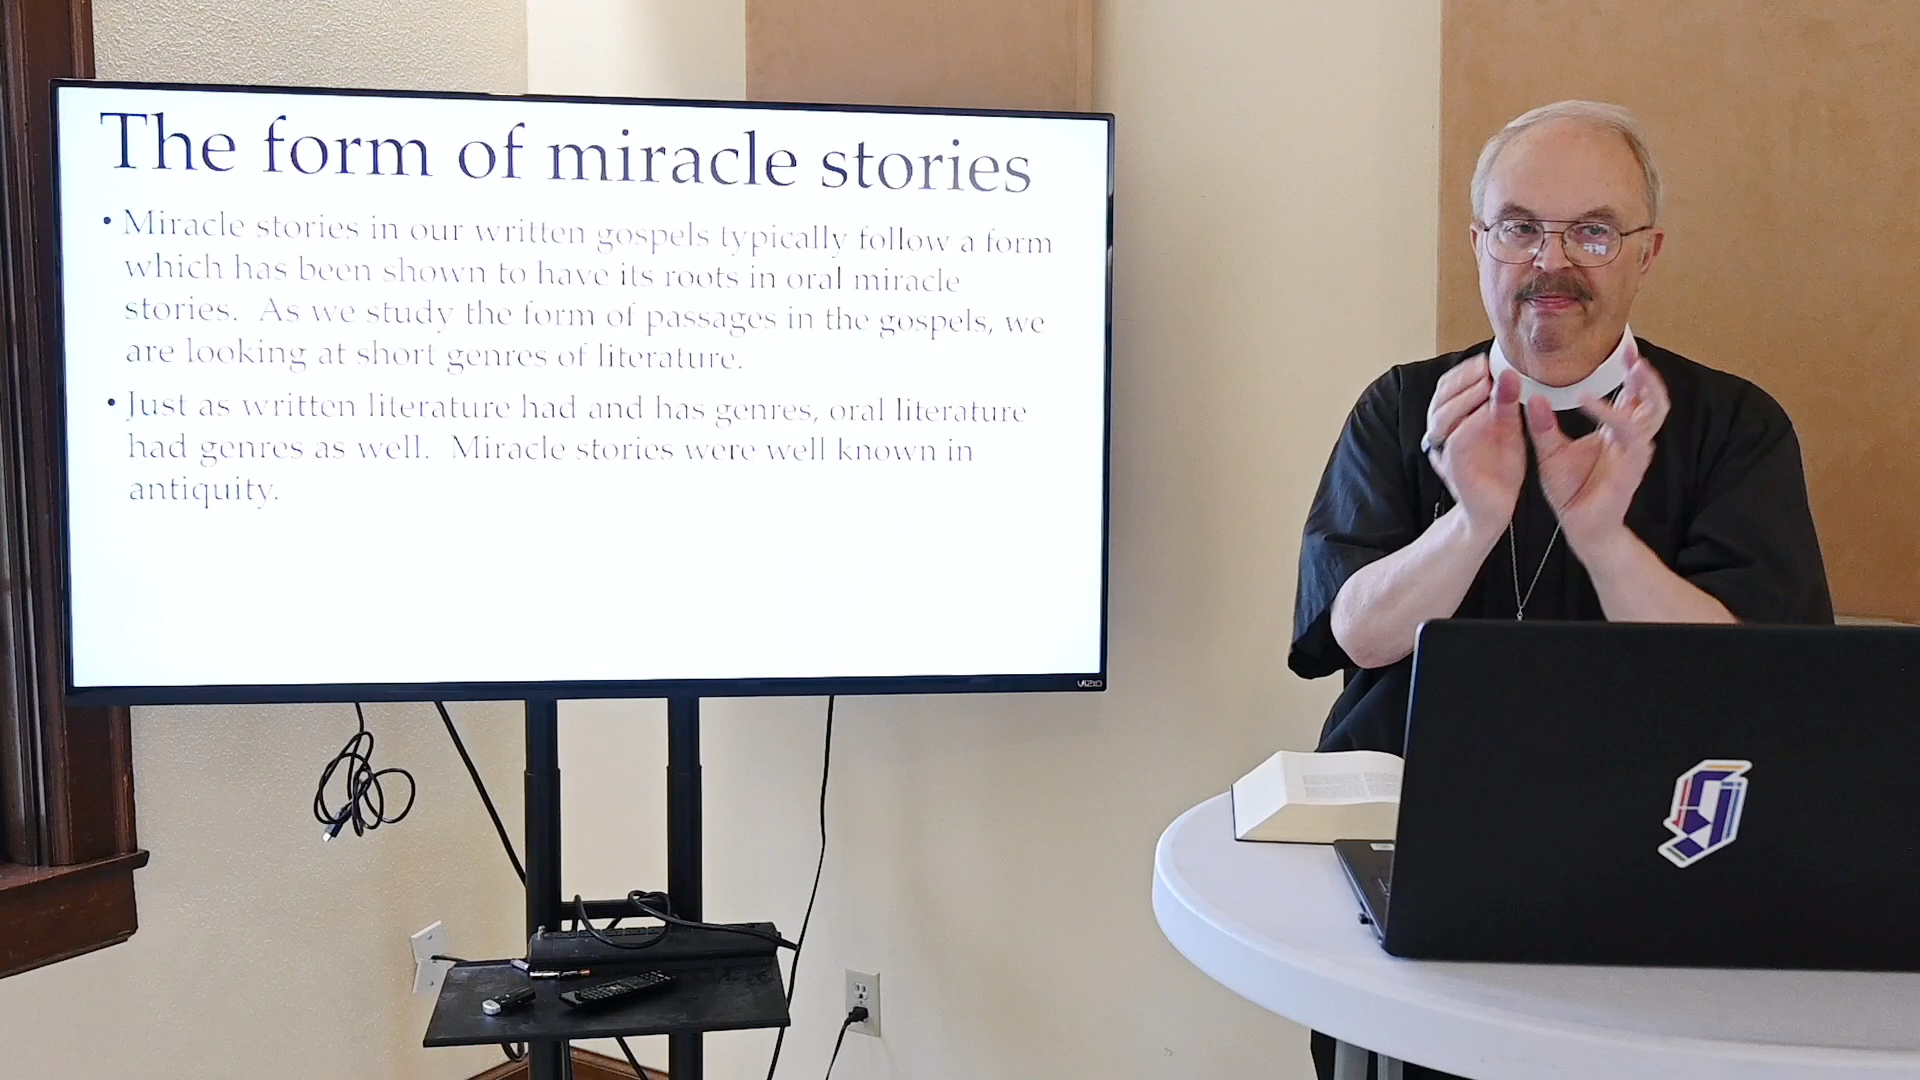 The form of miracle stories
• Miracle stories in our written gospels typically follow a form
which has been shown to have its roots in oral miracle
stories. As we study the form of passages in the gospels, we
are looking at short genres of literature.
• Just as written literature had and has genres, oral literature
had genres as well. Miracle stories were well known in
antiquity.
VIZIO